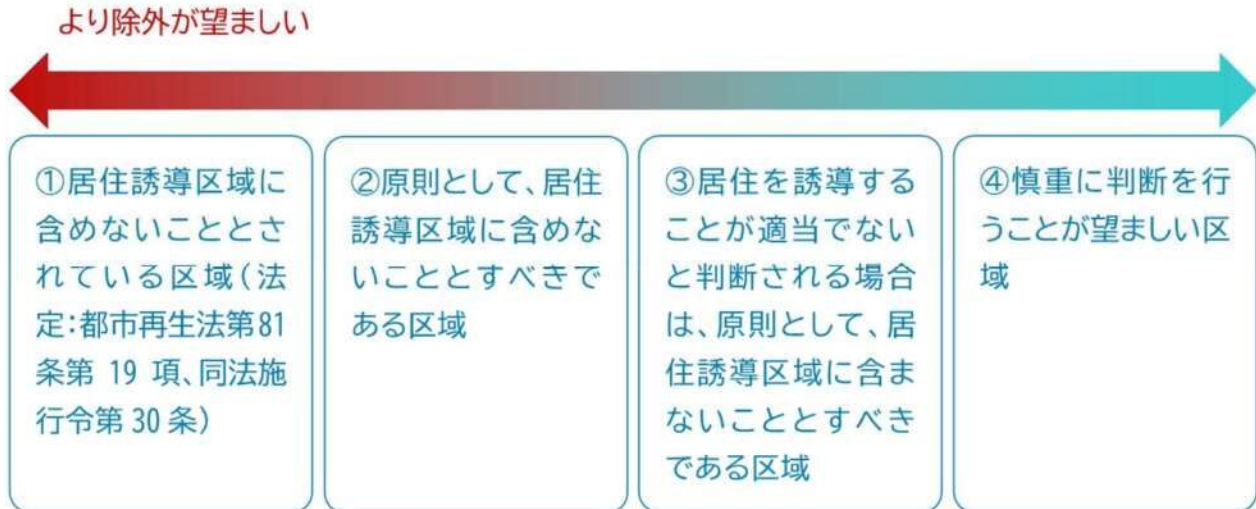 より除外が望ましい
①居住誘導区域に
含めないこととさ
れている区域(法
定:都市再生法第81
条第 19 項、同法施
行令第 30 条)
②原則として、居住
誘導区域に含めな
いこととすべきで
ある区域
③居住を誘導する
ことが適当でない
と判断される場合
は、原則として、居
住誘導区域に含ま
ないこととすべき
である区域
④慎重に判断を行
うことが望ましい区
域